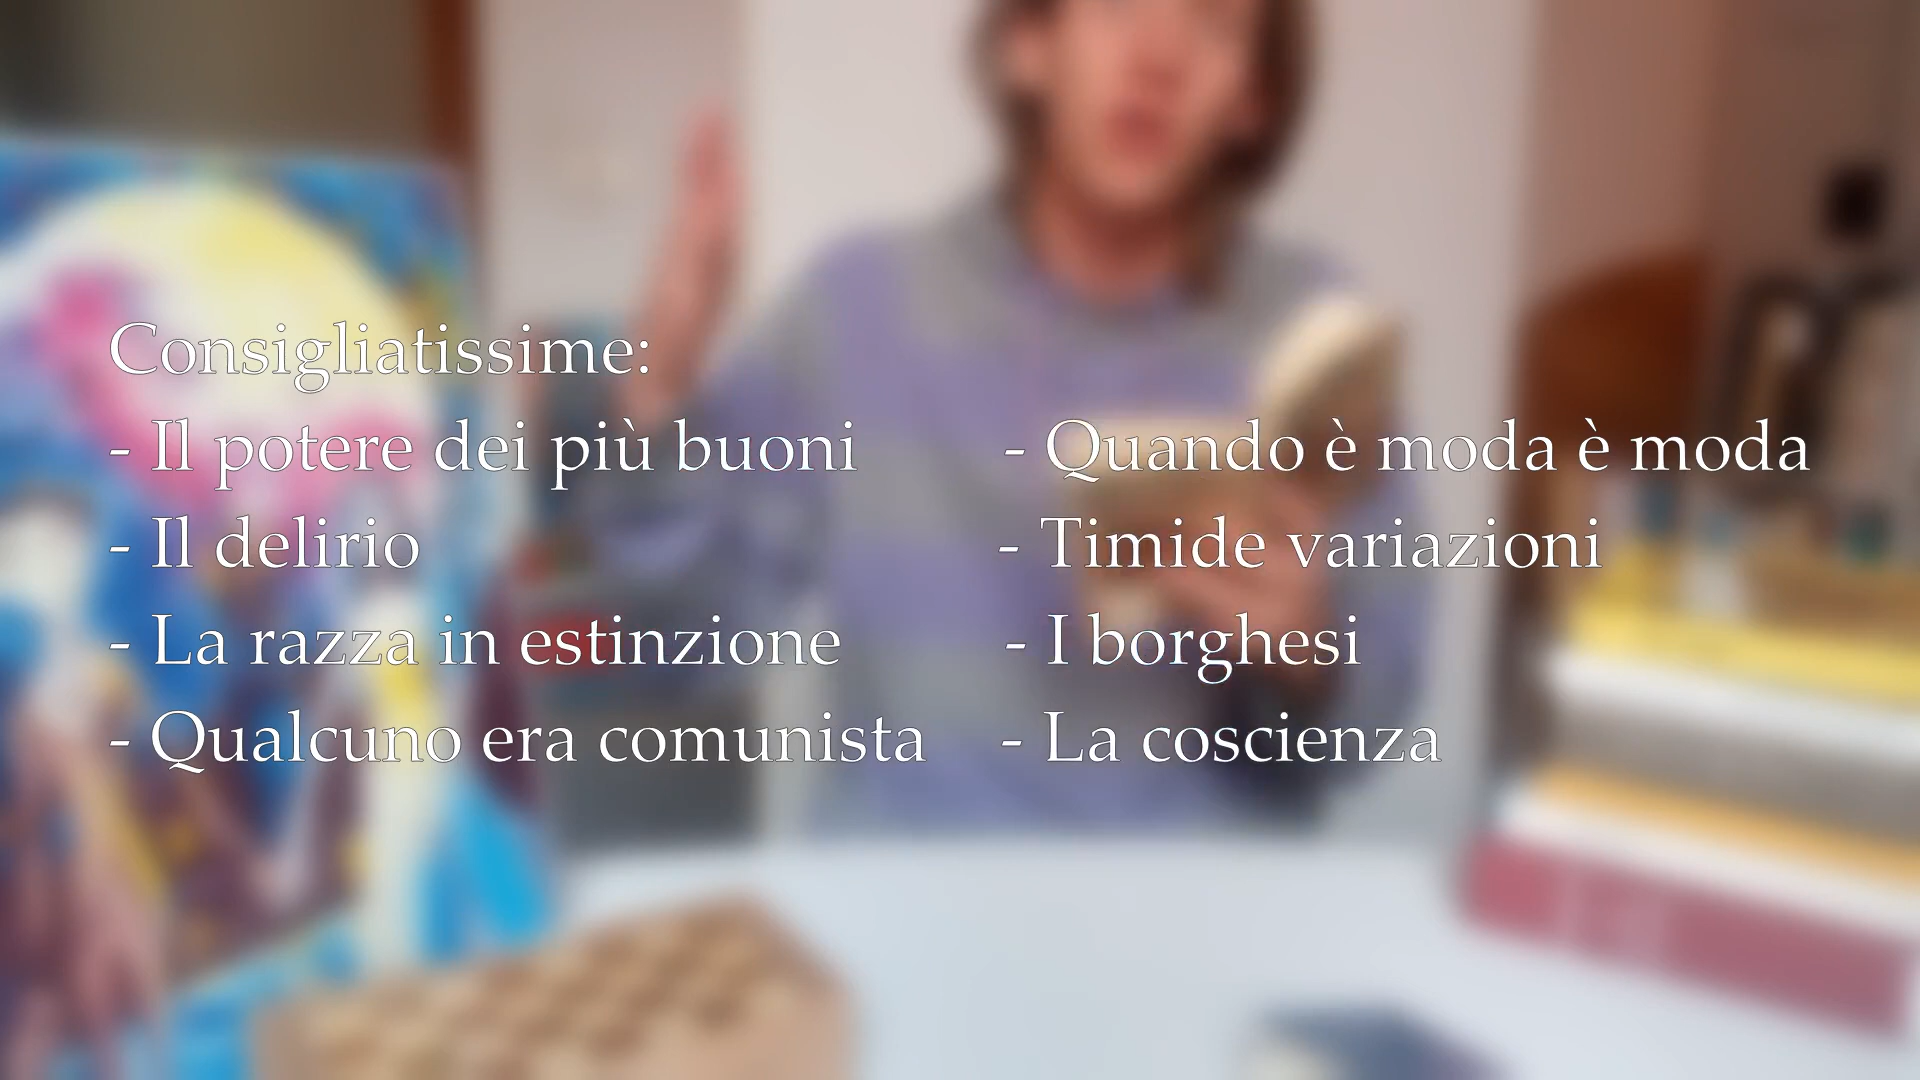 Consigliatissime:
- Il potere dei più buoni
- Il delirio
- La razza in estinzione
- Qualcuno era comunista
- Quando è moda è moda
- Timide variazioni
- I borghesi
- La coscienza